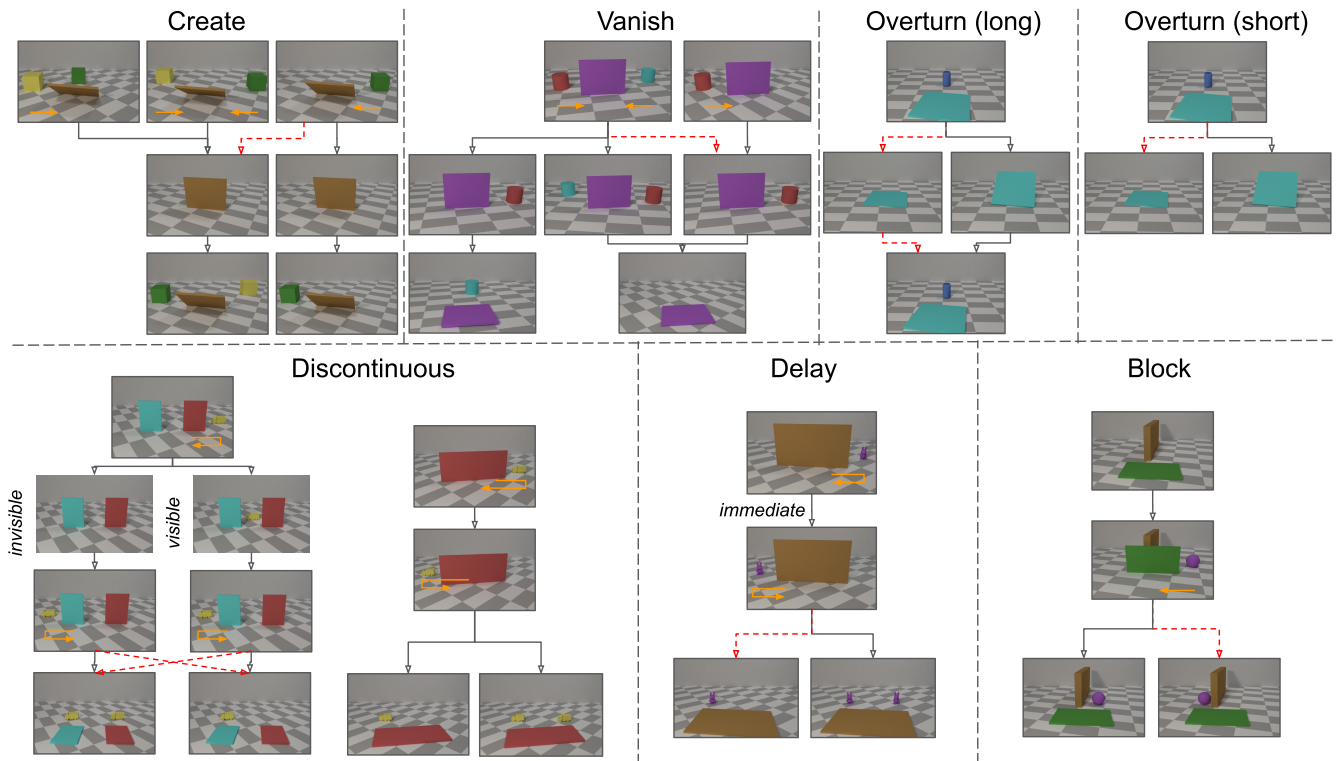 Create
Vanish
Overturn (long)
Overturn (short)
Discontinuous
Delay
Block
invisible
visible
immediate